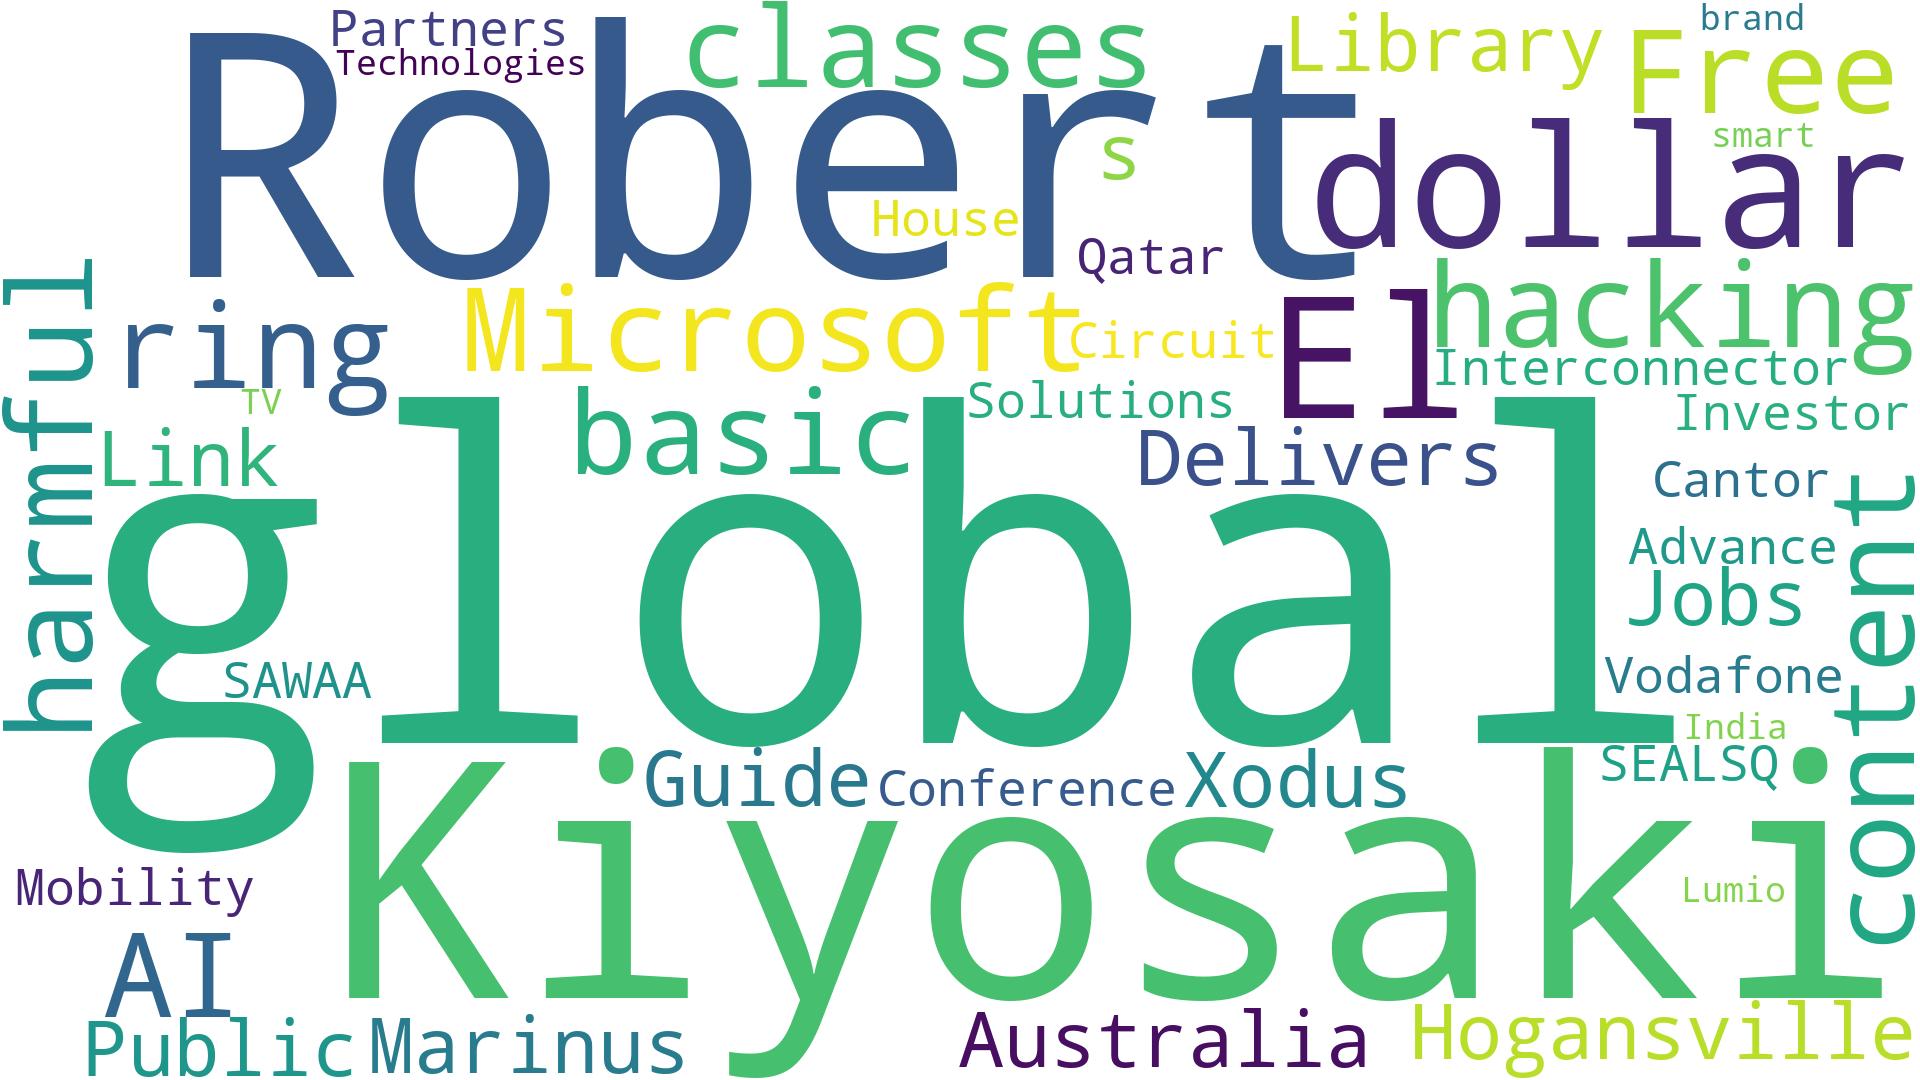 Partners
Technologies
classes
Library
brand
Free
Robert
smart
dollar
s
House
Qatar
harmful
ring
Microsoft
Circuit
El
hacking
Interconnector
TV
Link
basic
Solutions
Delivers
Investor
Cantor
global
content
Advance
Jobs
SAWAA
Vodafone
India
Guide
Conference
Xodus
SEALSQ
Kiyosaki
Mobility
Lumio
AI
Public
Marinus
Australia
Hogansville